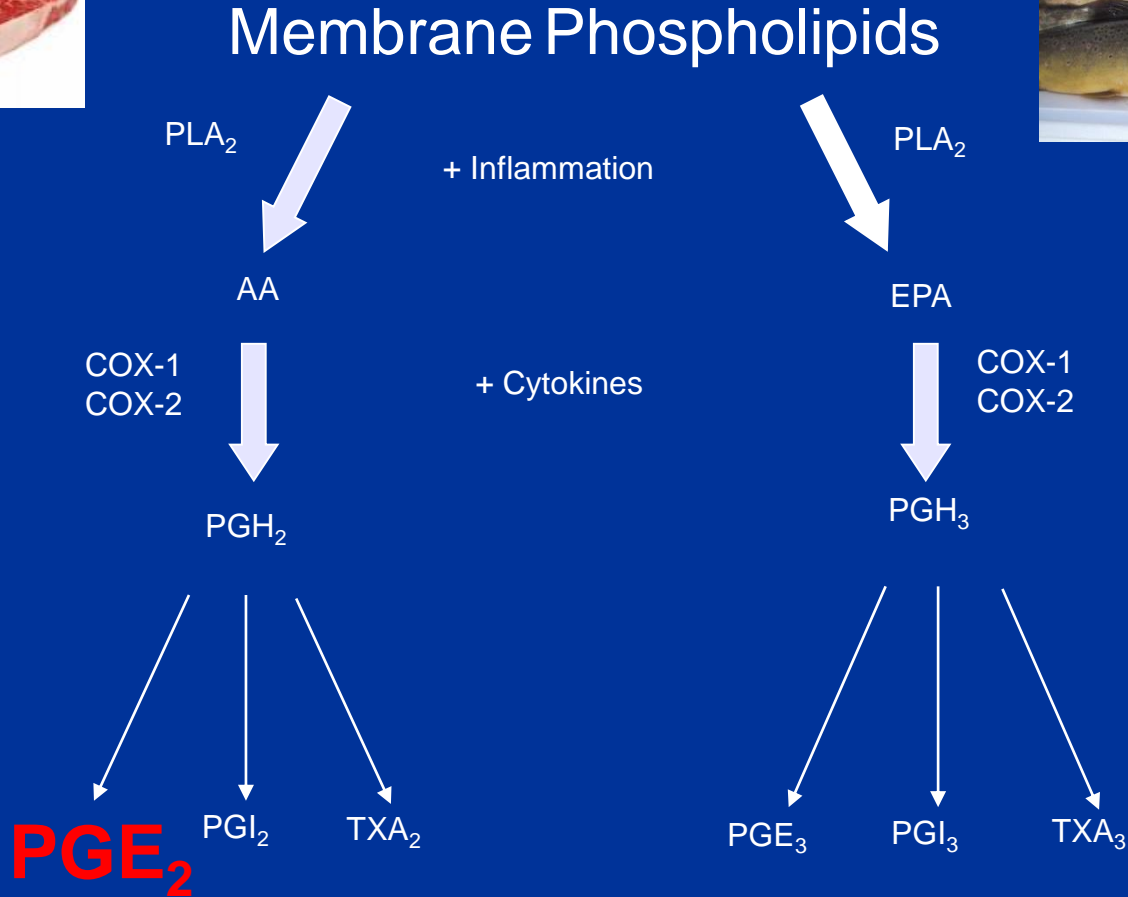 Membrane Phospholipids
PLA₂
PLA₂
+ Inflammation
AA
EPA
COX-1
COX-2
+ Cytokines
COX-1
COX-2
PGH₂
PGH₃
PGE₂
PGI₂
TXA₂
PGE₃
PGI₃
TXA₃